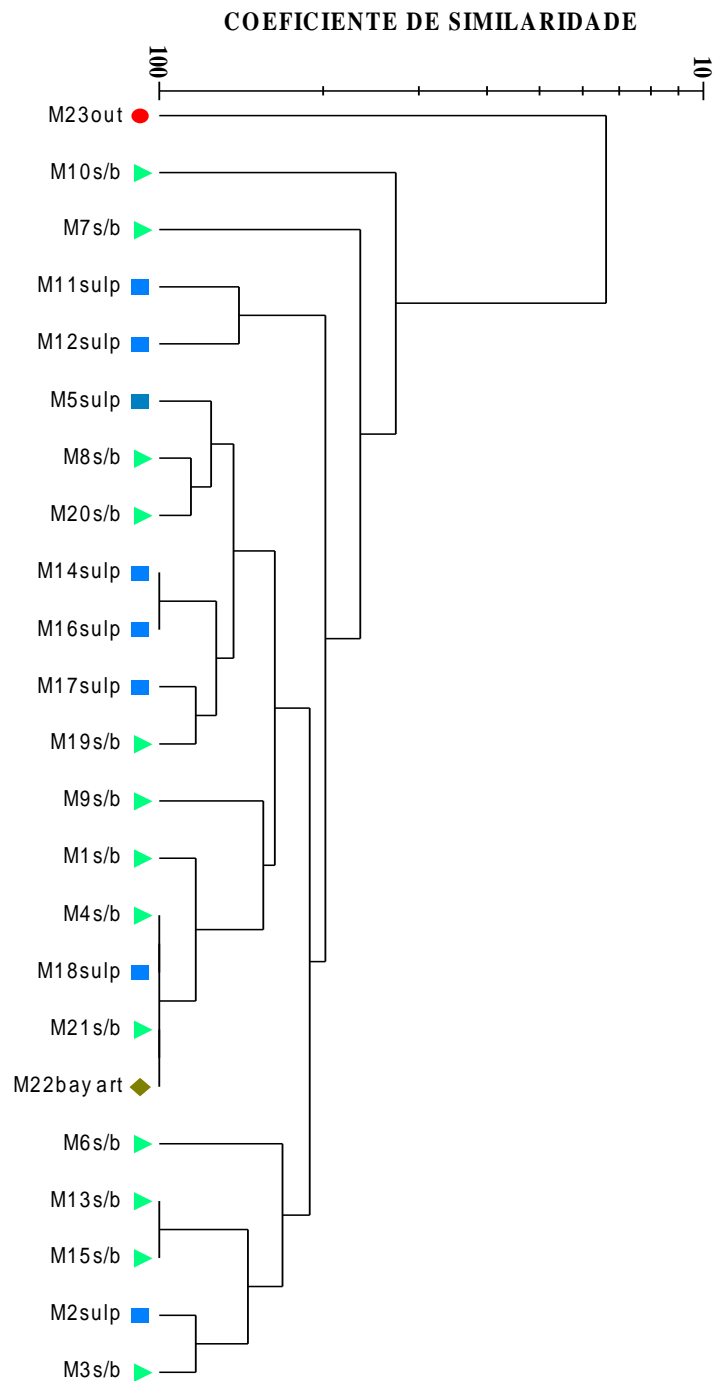 COEFICIENTE DE SIMILARIDADE
100
10
M23out
M10s/b
M7s/b
M11sulp
M12sulp
M5sulp
M8s/b
M20s/b
M14sulp
M16sulp
M17sulp
M19s/b
M9s/b
M1s/b
M4s/b
M18sulp
M21s/b
M22bay art
M6s/b
M13s/b
M15s/b
M2sulp
M3s/b